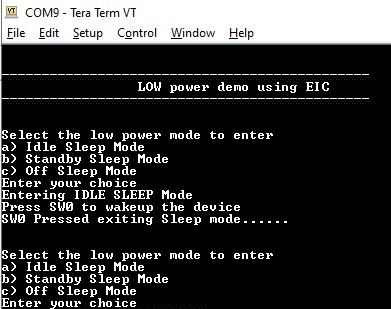 COM9 - Tera Term VT
File Edit Setup Control Window Help
----------------------------------------------
LOW power demo using EIC
----------------------------------------------
Select the low power mode to enter
a) Idle Sleep Mode
b) Standby Sleep Mode
c) Off Sleep Mode
Enter your choice
Entering IDLE SLEEP Mode
Press SW0 to wakeup the device
SW0 Pressed exiting Sleep mode......
Select the low power mode to enter
a) Idle Sleep Mode
b) Standby Sleep Mode
c) Off Sleep Mode
Enter your choice